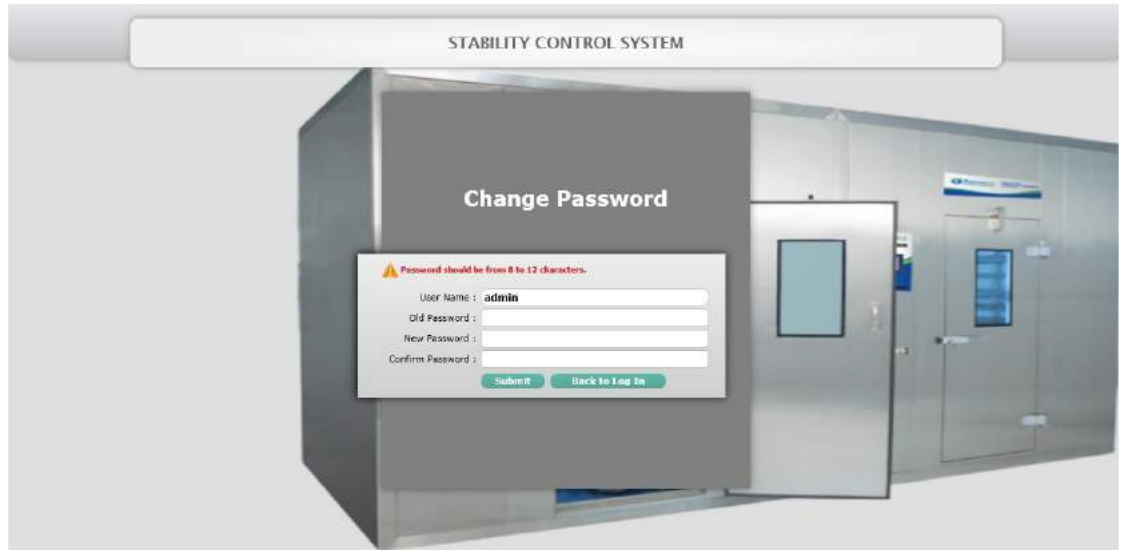 STABILITY CONTROL SYSTEM
Change Password
Password should be from 8 to 12 characters.
User Name : admin
Old Password :
New Password :
Confirm Password :
Submit Back to Log In